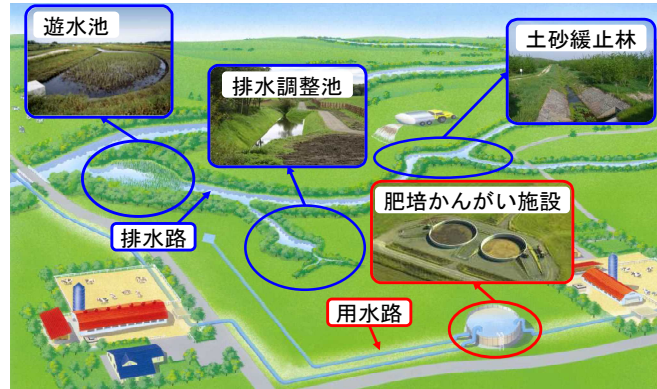 遊水池
土砂緩止林
排水調整池
肥培かんがい施設
排水路
用水路